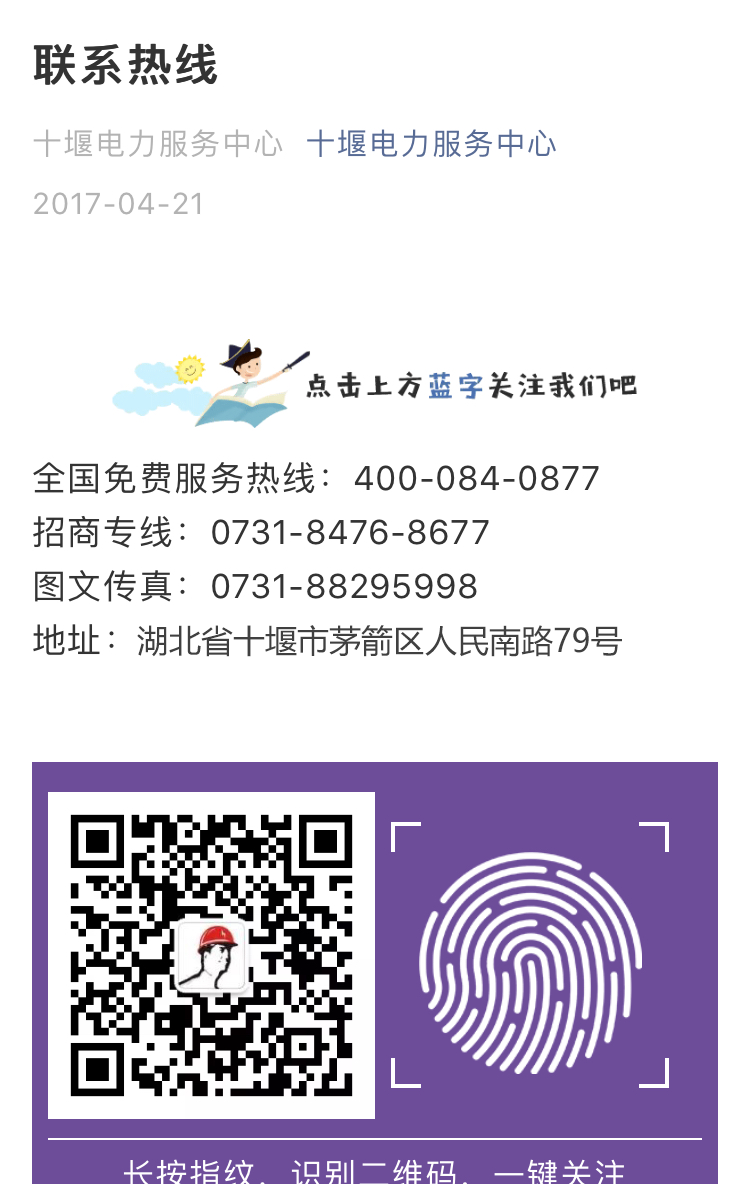 联系热线
十堰电力服务中心 十堰电力服务中心
2017-04-21
点击上方蓝字关注我们吧
全国免费服务热线：400-084-0877
招商专线：0731-8476-8677
图文传真：0731-88295998
地址：湖北省十堰市茅箭区人民南路79号
长按指纹，识别二维码，一键关注